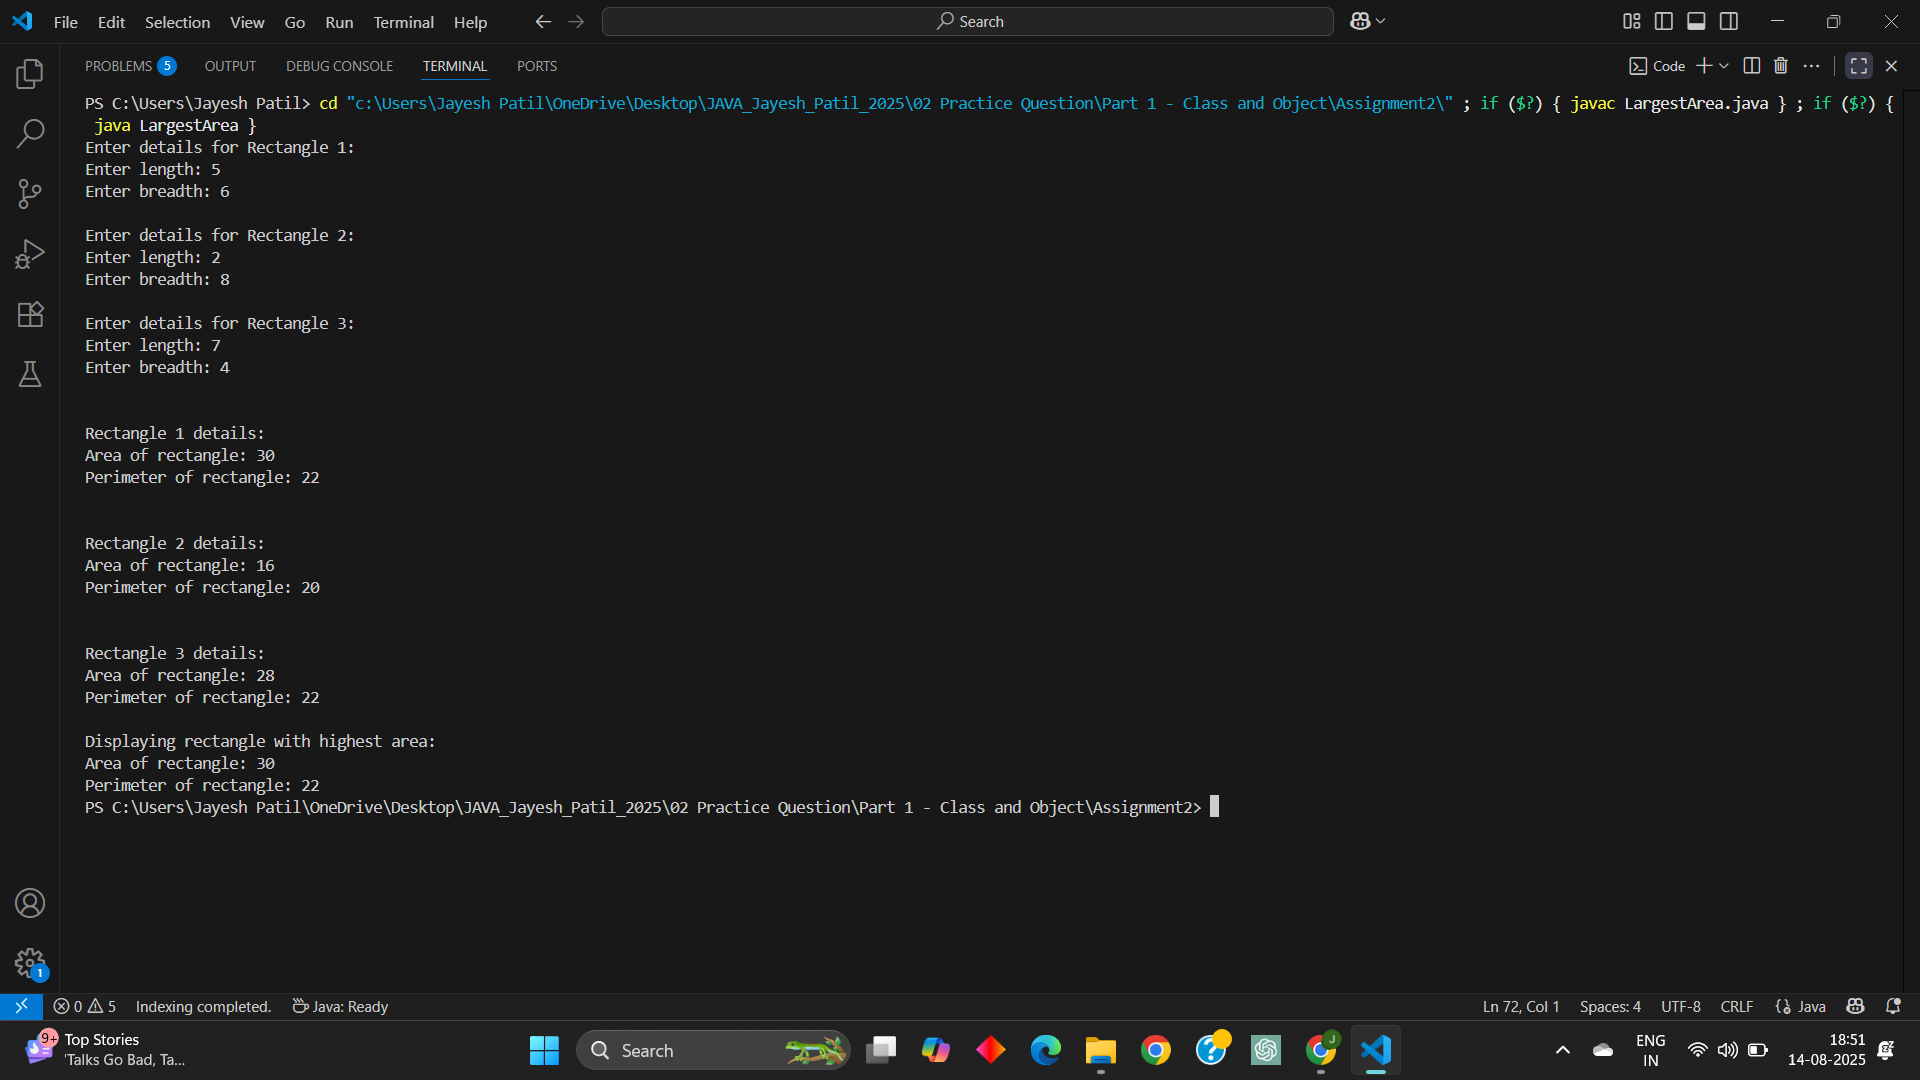 File Edit Selection View Go Run Terminal Help
Search
PROBLEMS 5 OUTPUT DEBUG CONSOLE TERMINAL PORTS
Code
PS C:\Users\Jayesh Patil> cd "c:\Users\Jayesh Patil\OneDrive\Desktop\JAVA_Jayesh_Patil_2025\02 Practice Question\Part 1 - Class and Object\Assignment2\" ; if ($?) { javac LargestArea.java } ; if ($?) {
java LargestArea }
Enter details for Rectangle 1:
Enter length: 5
Enter breadth: 6
Enter details for Rectangle 2:
Enter length: 2
Enter breadth: 8
Enter details for Rectangle 3:
Enter length: 7
Enter breadth: 4
Rectangle 1 details:
Area of rectangle: 30
Perimeter of rectangle: 22
Rectangle 2 details:
Area of rectangle: 16
Perimeter of rectangle: 20
Rectangle 3 details:
Area of rectangle: 28
Perimeter of rectangle: 22
Displaying rectangle with highest area:
Area of rectangle: 30
Perimeter of rectangle: 22
PS C:\Users\Jayesh Patil\OneDrive\Desktop\JAVA_Jayesh_Patil_2025\02 Practice Question\Part 1 - Class and Object\Assignment2>
1
0 5 Indexing completed. Java: Ready
Ln 72, Col 1 Spaces: 4 UTF-8 CRLF {} Java
9+ Top Stories
'Talks Go Bad, Ta...
Search
J
ENG
IN
18:51
14-08-2025